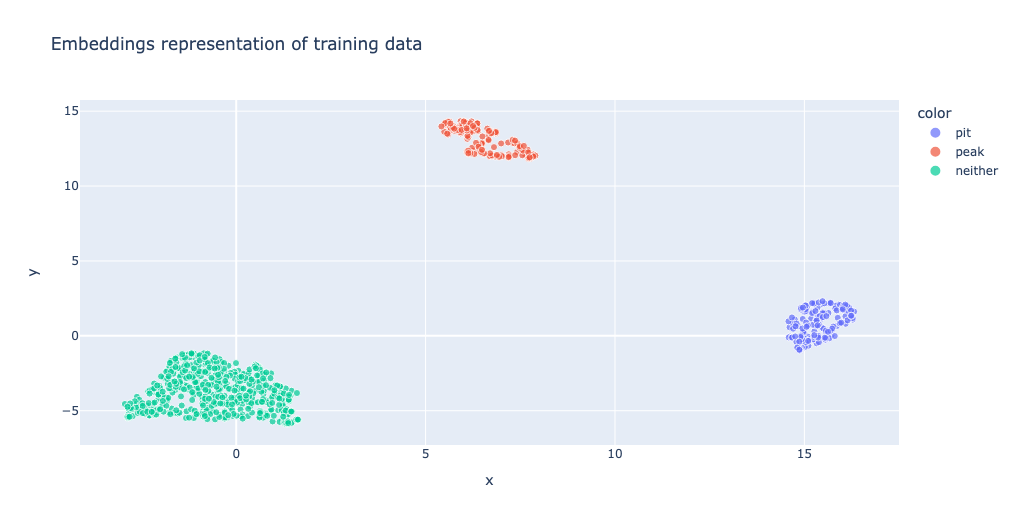 Embeddings representation of training data
color
pit
peak
neither
15
10
5
0
−5
y
0
5
10
15
x